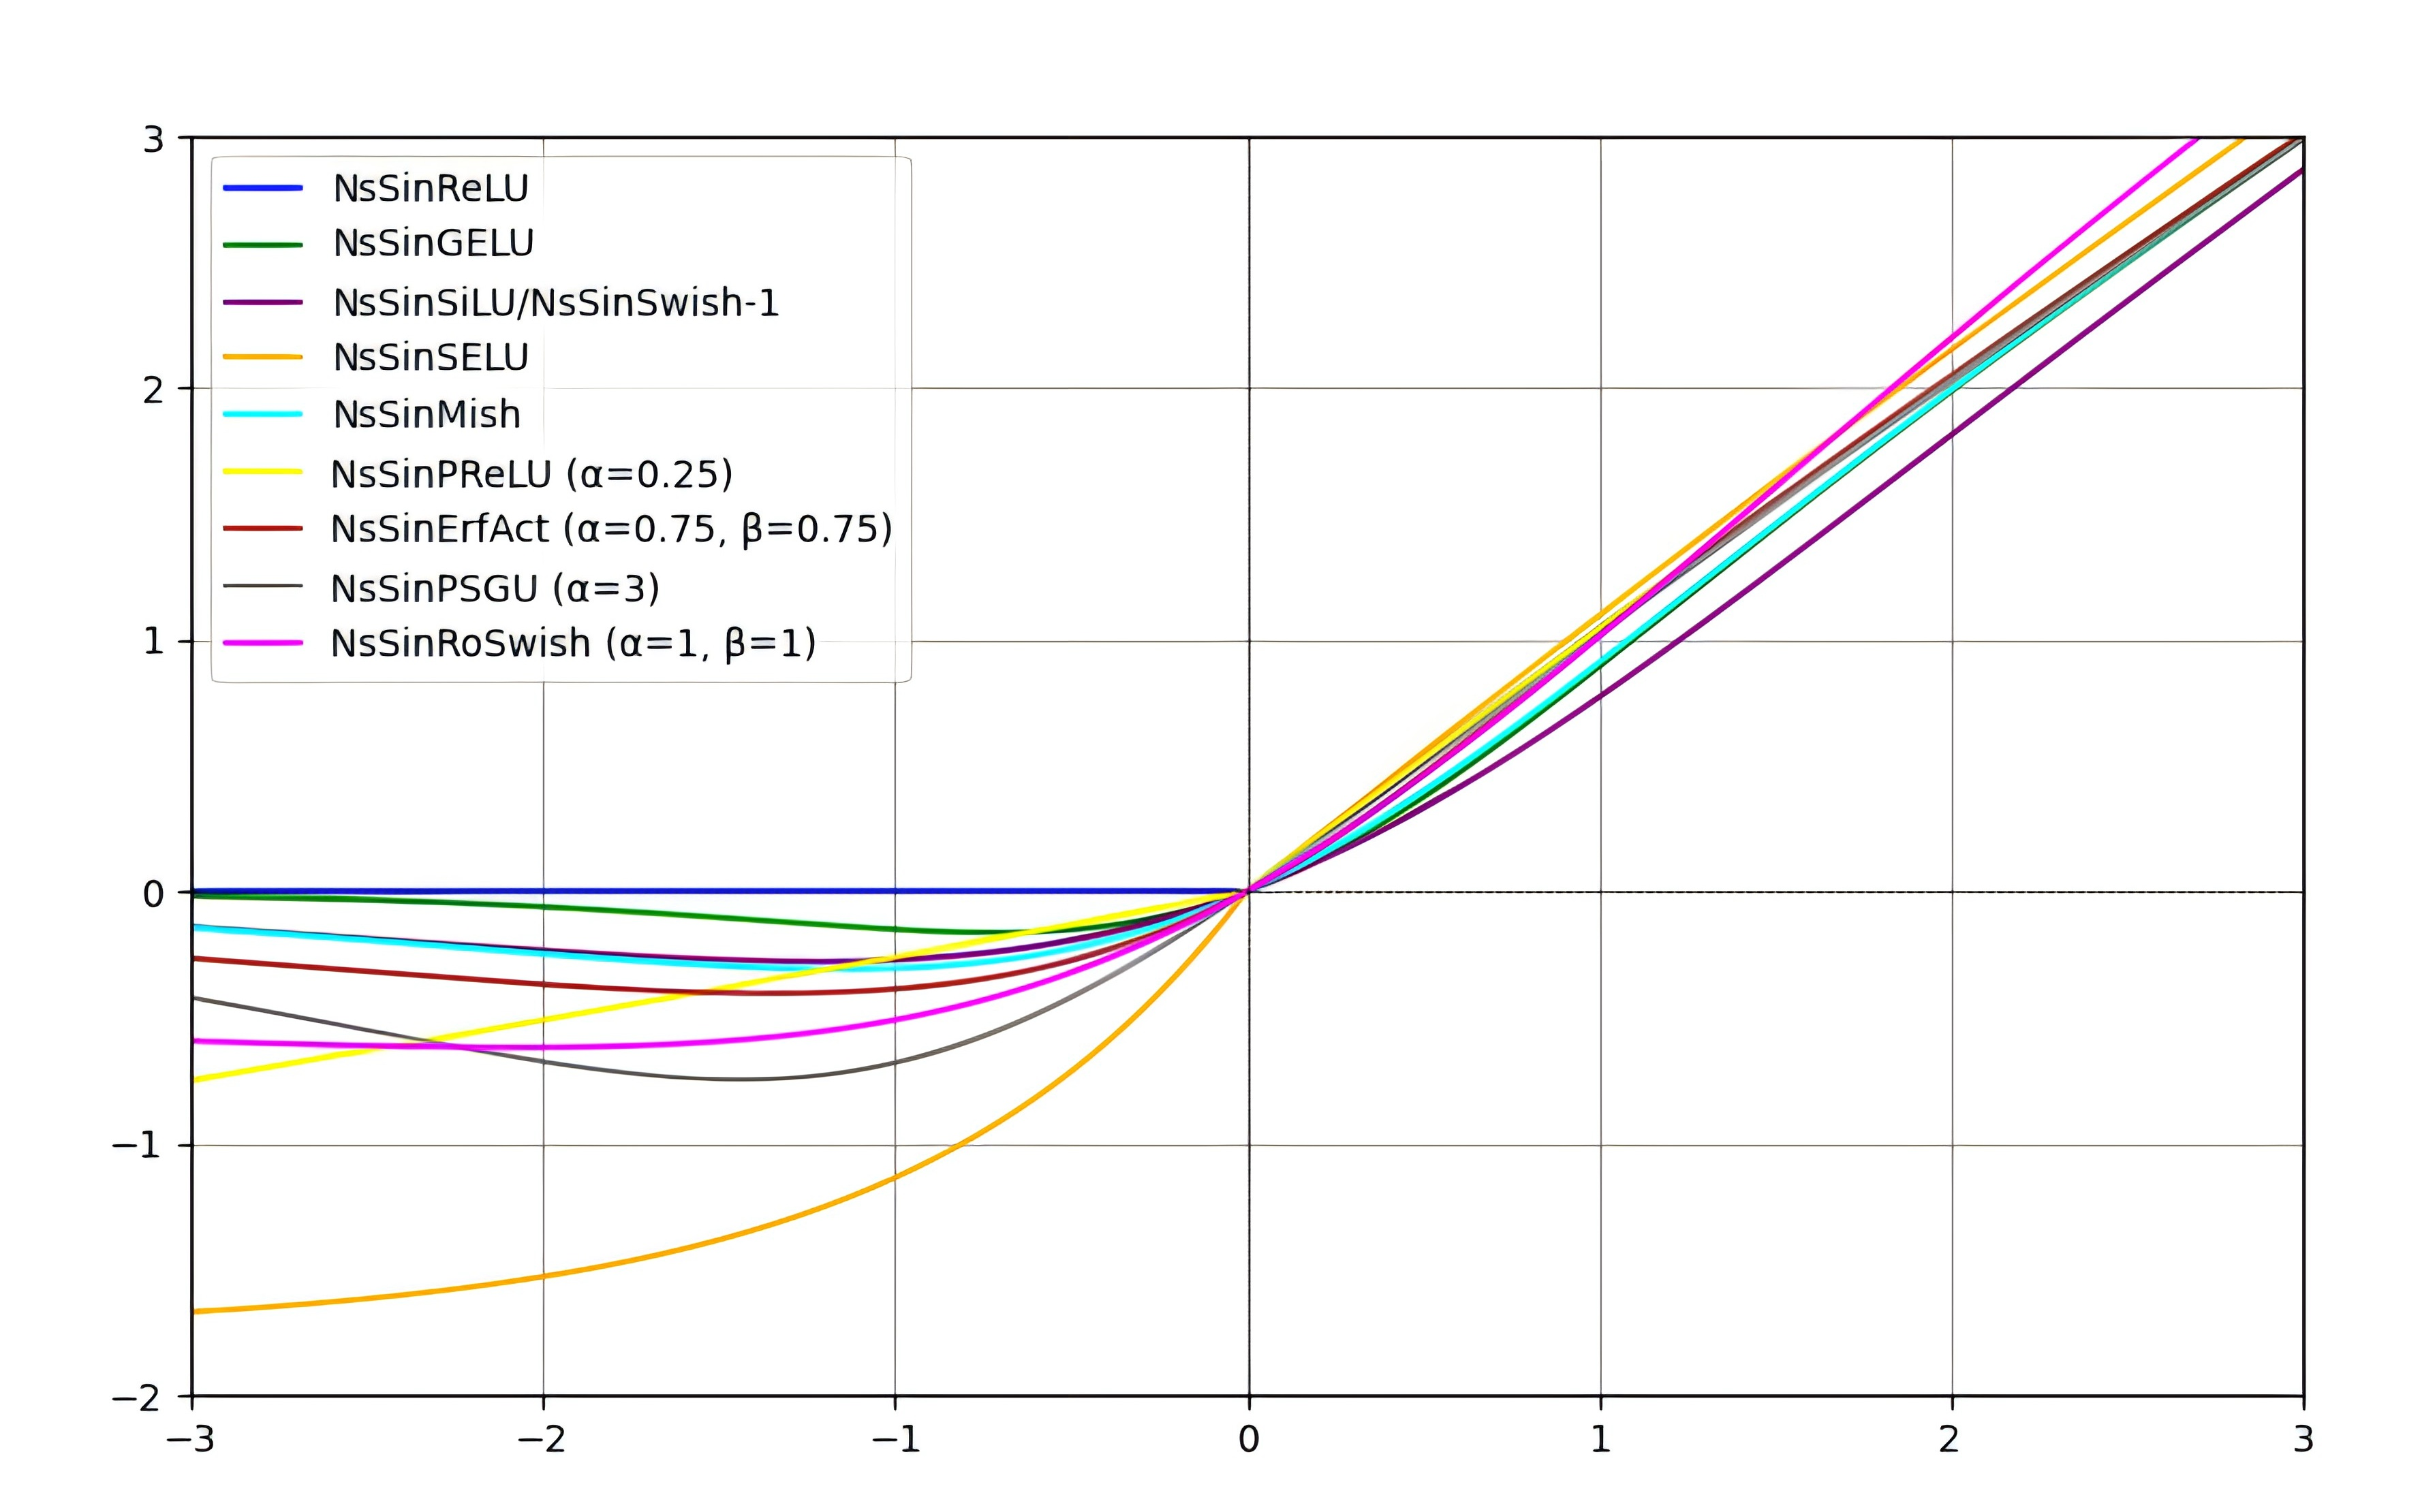 3
2
1
0
−1
−2
NsSinReLU
NsSinGELU
NsSinSiLU/NsSinSwish-1
NsSinSELU
NsSinMish
NsSinPReLU (α=0.25)
NsSinErfAct (α=0.75, β=0.75)
NsSinPSGU (α=3)
NsSinRoSwish (α=1, β=1)
−3 −2 −1 0 1 2 3